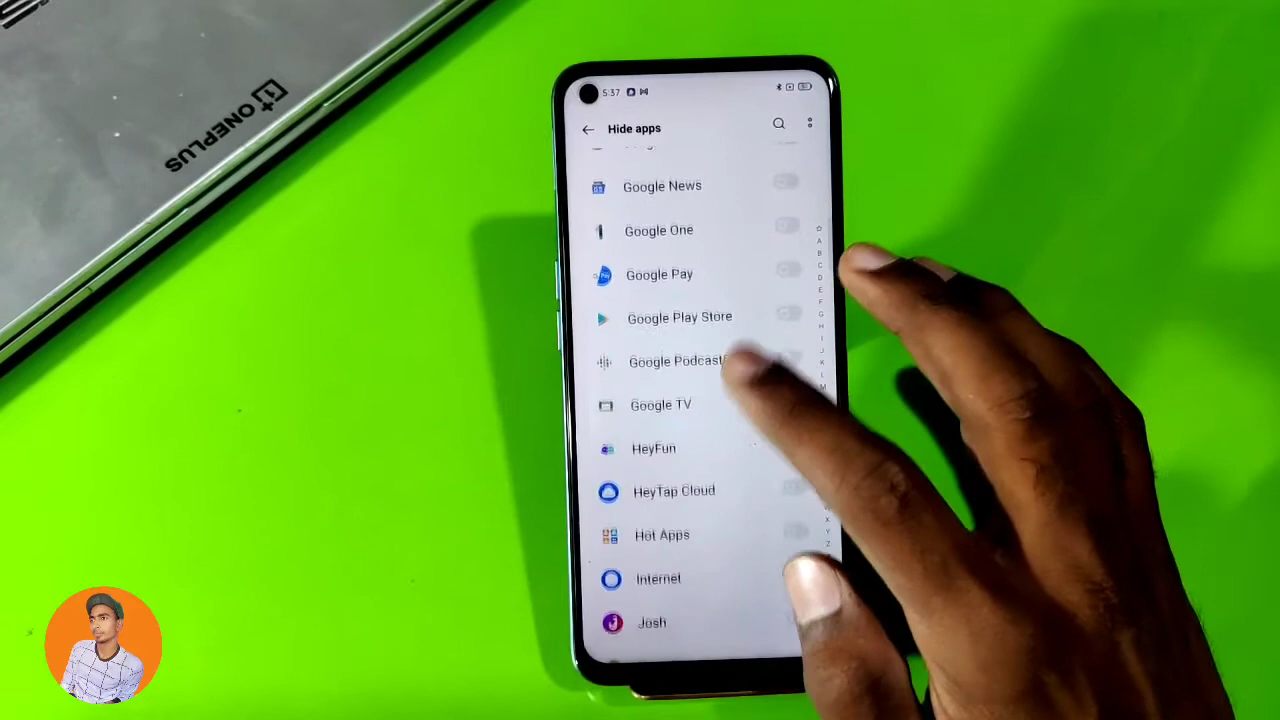 ONEPLUS
5:37
Hide apps
Google News
Google One
Google Pay
Google Play Store
Google Podcast
Google TV
HeyFun
HeyTap Cloud
Hot Apps
Internet
Josh
A
B
C
D
E
F
G
H
I
J
K
L
M
X
Y
Z